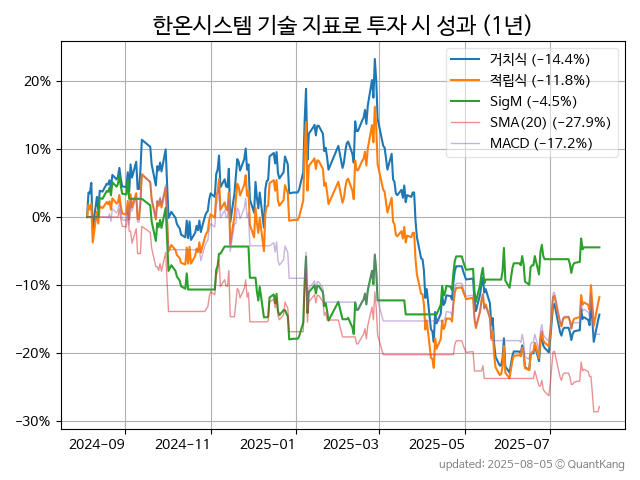 한온시스템 기술 지표로 투자 시 성과 (1년)
거치식 (−14.4%)
적립식 (−11.8%)
SigM (−4.5%)
SMA(20) (−27.9%)
MACD (−17.2%)
20%
10%
0%
−10%
−20%
−30%
2024-09 2024-11 2025-01 2025-03 2025-05 2025-07
updated: 2025-08-05 © QuantKang